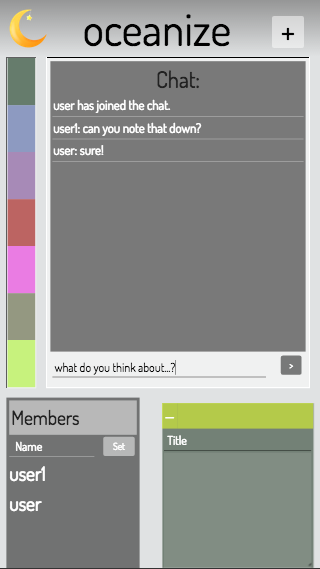 oceanize
+
Chat:
user has joined the chat.
user1: can you note that down?
user: sure!
what do you think about...?
>
Members
Name
Set
user1
user
Title